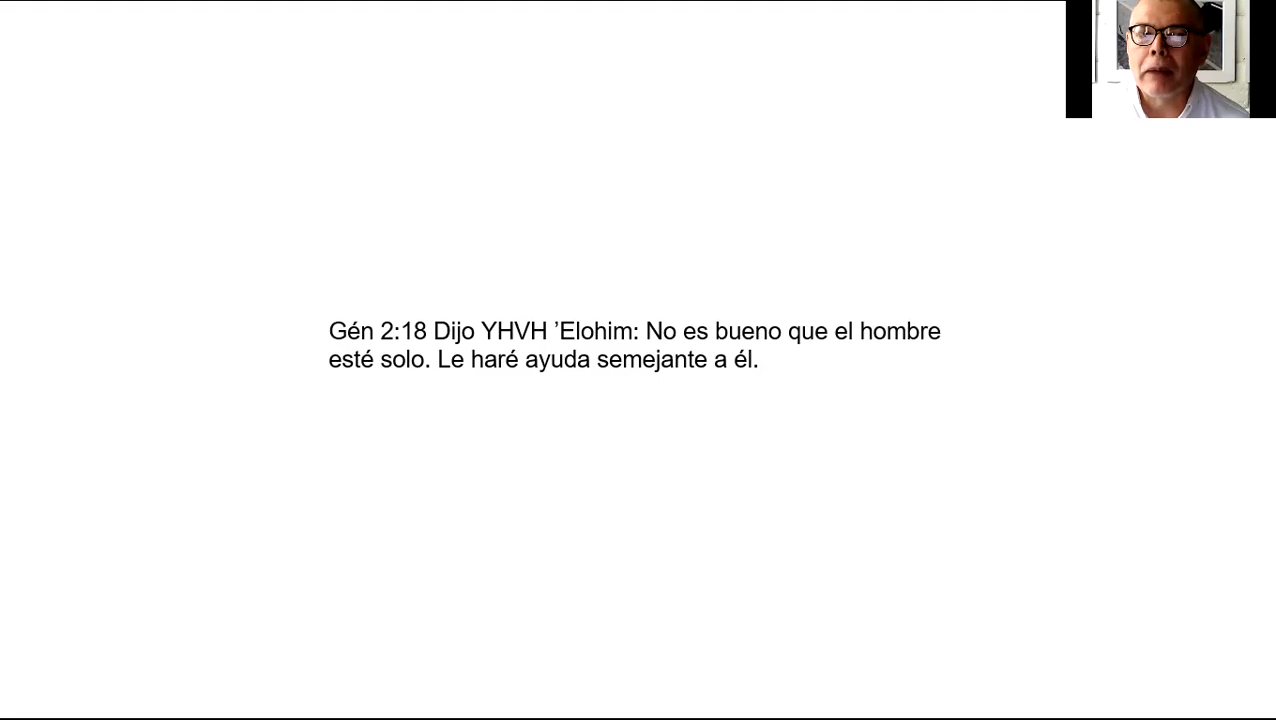 Gén 2:18 Dijo YHVH ’Elohim: No es bueno que el hombre
esté solo. Le haré ayuda semejante a él.